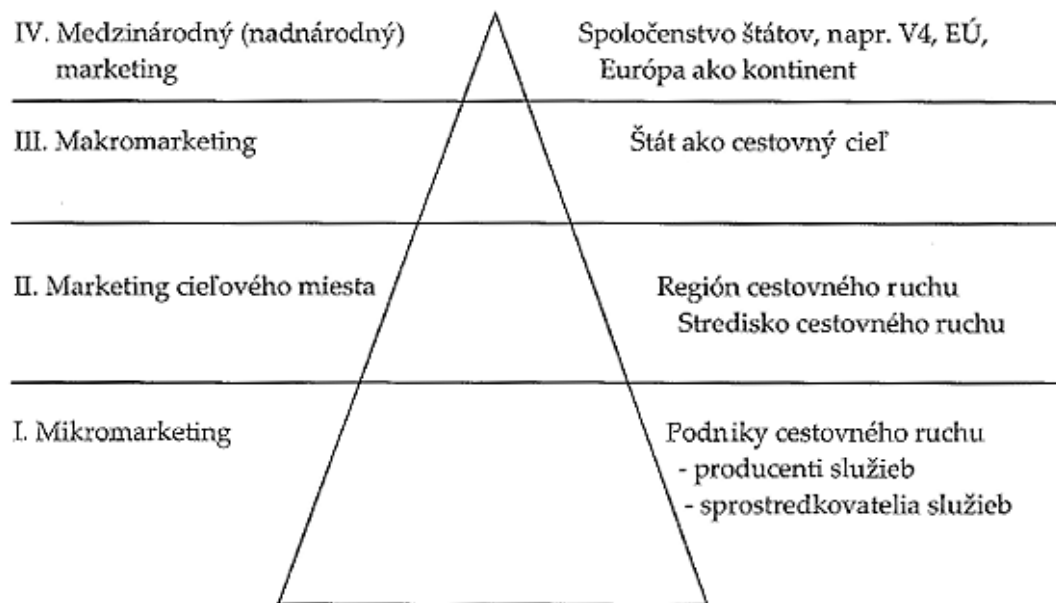 IV. Medzinárodný (nadnárodný)
marketing
Spoločenstvo štátov, napr. V4, EÚ,
Európa ako kontinent
III. Makromarketing
Štát ako cestovný cieľ
II. Marketing cieľového miesta
Región cestovného ruchu
Stredisko cestovného ruchu
I. Mikromarketing
Podniky cestovného ruchu
- producenti služieb
- sprostredkovatelia služieb